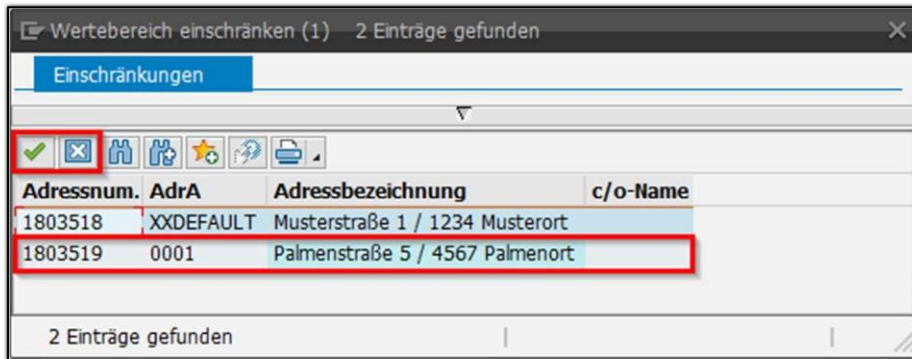 Wertebereich einschränken (1) 2 Einträge gefunden
Einschränkungen
Adressnum. AdrA Adressbezeichnung c/o-Name
1803518 XXDEFAULT Musterstraße 1 / 1234 Musterort
1803519 0001 Palmenstraße 5 / 4567 Palmenort
2 Einträge gefunden